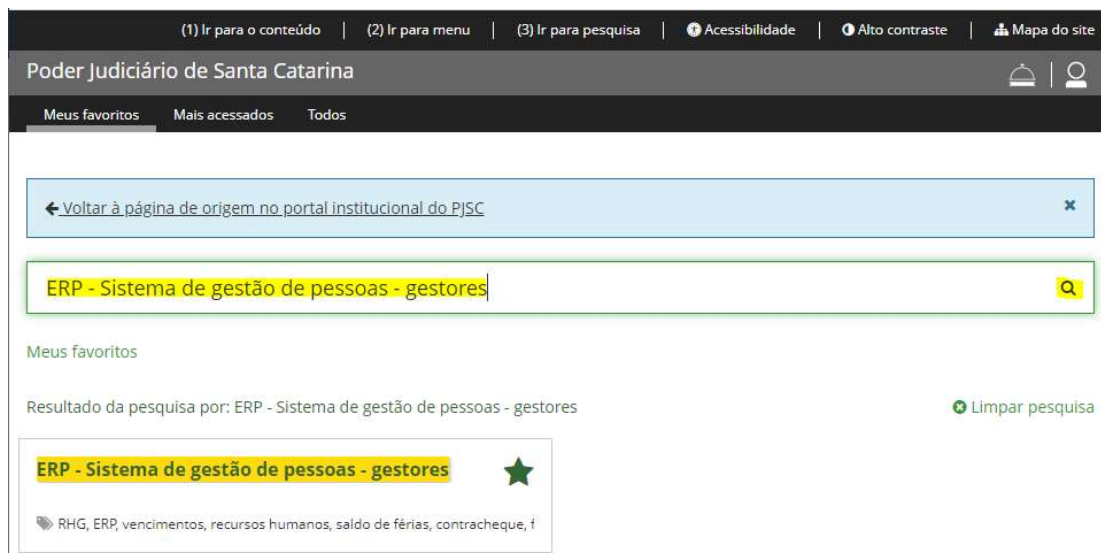 (1) Ir para o conteúdo | (2) Ir para menu | (3) Ir para pesquisa | Acessibilidade | Alto contraste | Mapa do site
Poder Judiciário de Santa Catarina
Meus favoritos Mais acessados Todos
Voltar à página de origem no portal institucional do PJSC
ERP - Sistema de gestão de pessoas - gestores
Meus favoritos
Resultado da pesquisa por: ERP - Sistema de gestão de pessoas - gestores Limpar pesquisa
ERP - Sistema de gestão de pessoas - gestores
RHG, ERP, vencimentos, recursos humanos, saldo de férias, contracheque, f